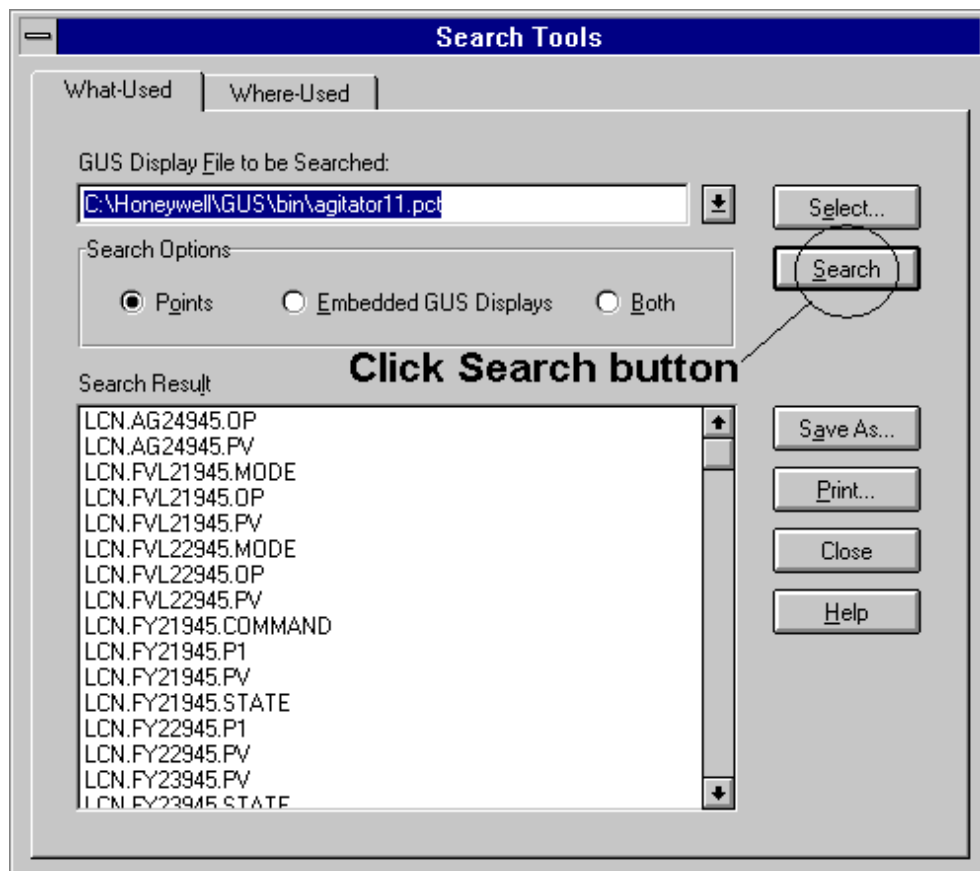 Search Tools
What-Used
Where-Used
GUS Display File to be Searched:
C:\Honeywell\GUS\bin\agitator11.pct
Select...
Search Options
Search
Points
Embedded GUS Displays
Both
Click Search button
Search Result
LCN.AG24945.OP
LCN.AG24945.PV
LCN.FVL21945.MODE
LCN.FVL21945.OP
LCN.FVL21945.PV
LCN.FVL22945.MODE
LCN.FVL22945.OP
LCN.FVL22945.PV
LCN.FY21945.COMMAND
LCN.FY21945.P1
LCN.FY21945.PV
LCN.FY21945.STATE
LCN.FY22945.P1
LCN.FY22945.PV
LCN.FY23945.PV
LCN.FY23945.STATE
Save As...
Print...
Close
Help